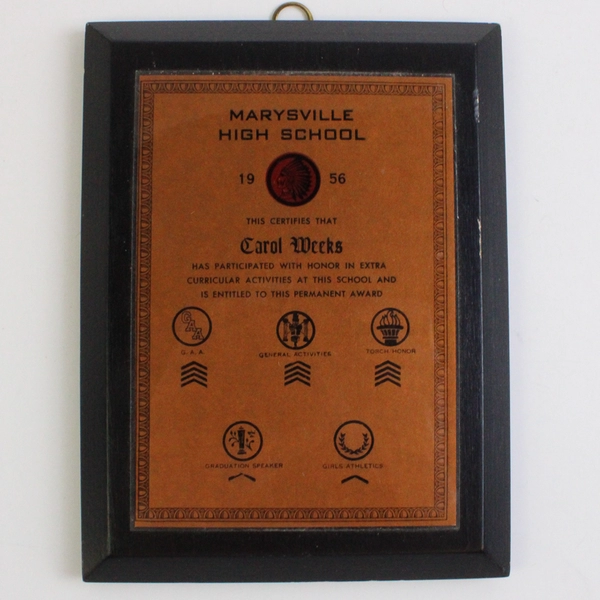 MARYSVILLE
HIGH SCHOOL
19 56
THIS CERTIFIES THAT
Carol Weeks
HAS PARTICIPATED WITH HONOR IN EXTRA
CURRICULAR ACTIVITIES AT THIS SCHOOL AND
IS ENTITLED TO THIS PERMANENT AWARD
GAA
G. A. A. GENERAL ACTIVITIES TORCH HONOR
GRADUATION SPEAKER GIRLS ATHLETICS